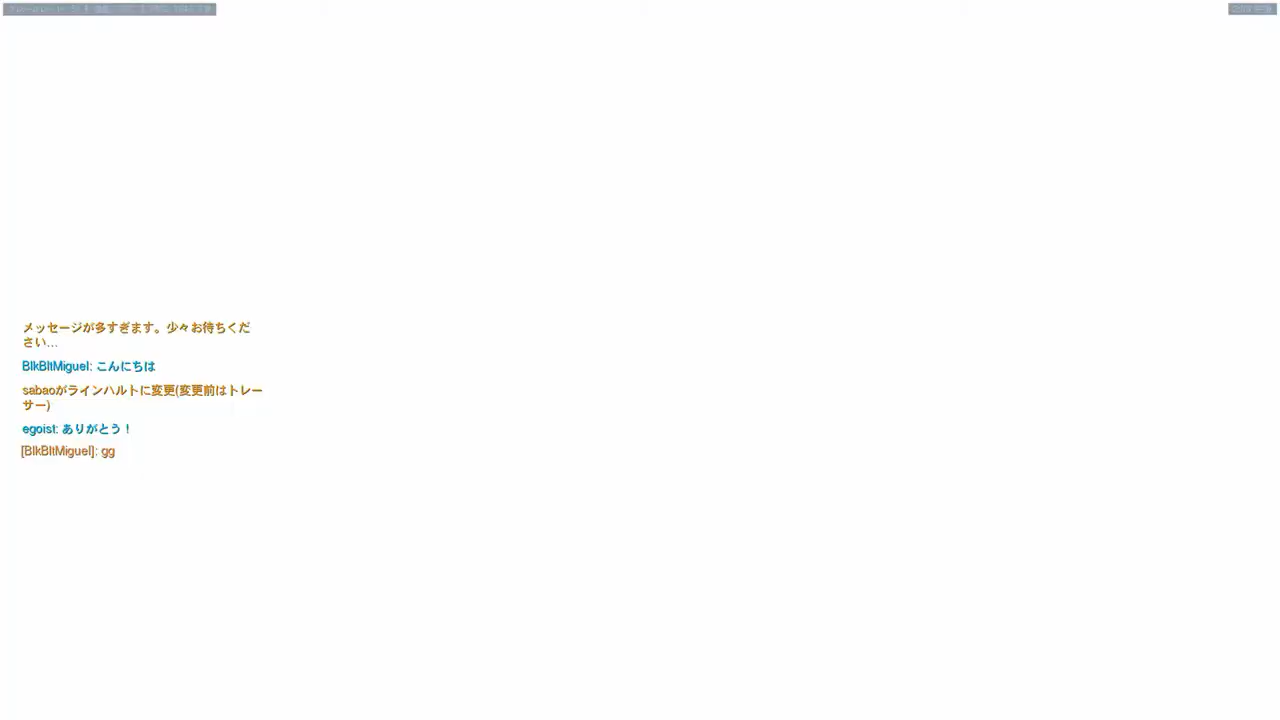 メッセージが多すぎます。少々お待ちくだ
さい...
BlkBltMiguel: こんにちは
sabaoがラインハルトに変更(変更前はトレー
サー)
egoist: ありがとう！
[BlkBltMiguel]: gg